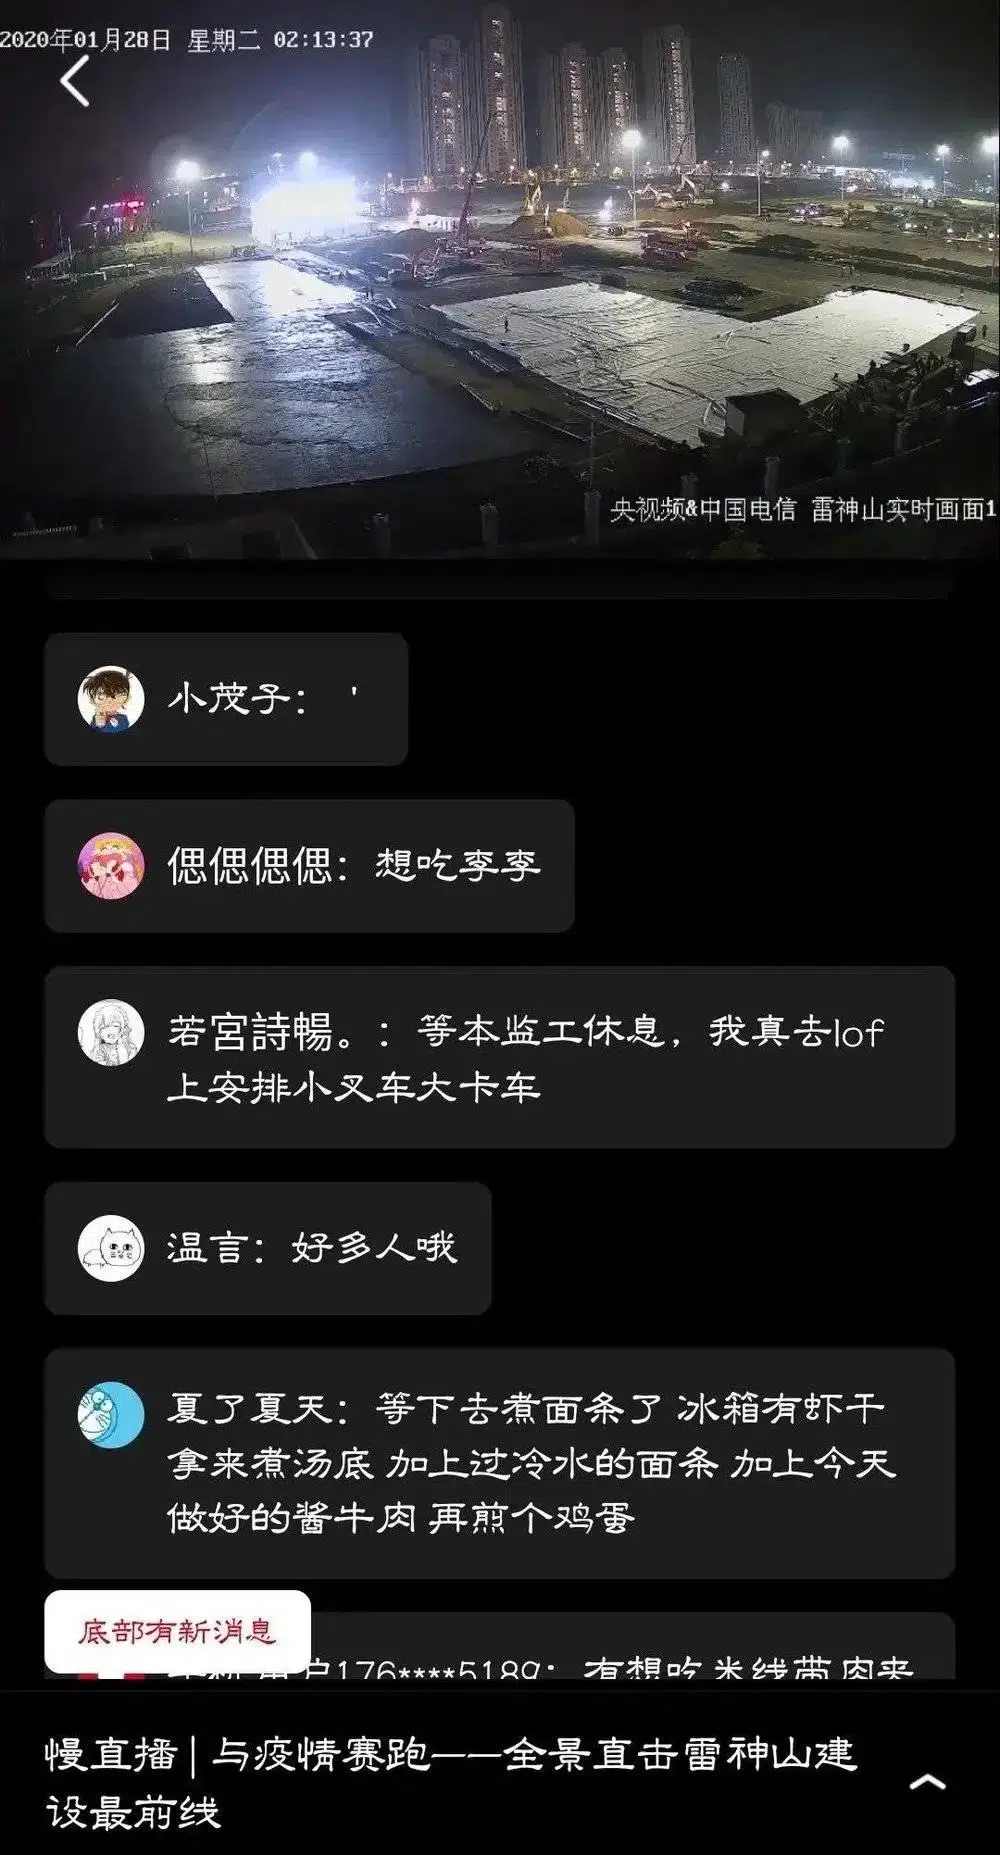 2020年01月28日 星期二 02:13:37
央视频&中国电信 雷神山实时画面1
小茂子： '
偲偲偲偲：想吃李李
若宮詩暢。：等本监工休息，我真去lof
上安排小叉车大卡车
温言：好多人哦
夏了夏天：等下去煮面条了 冰箱有虾干
拿来煮汤底 加上过冷水的面条 加上今天
做好的酱牛肉 再煎个鸡蛋
底部有新消息
户176****5189：有想吃米线带肉来
慢直播|与疫情赛跑——全景直击雷神山建
设最前线